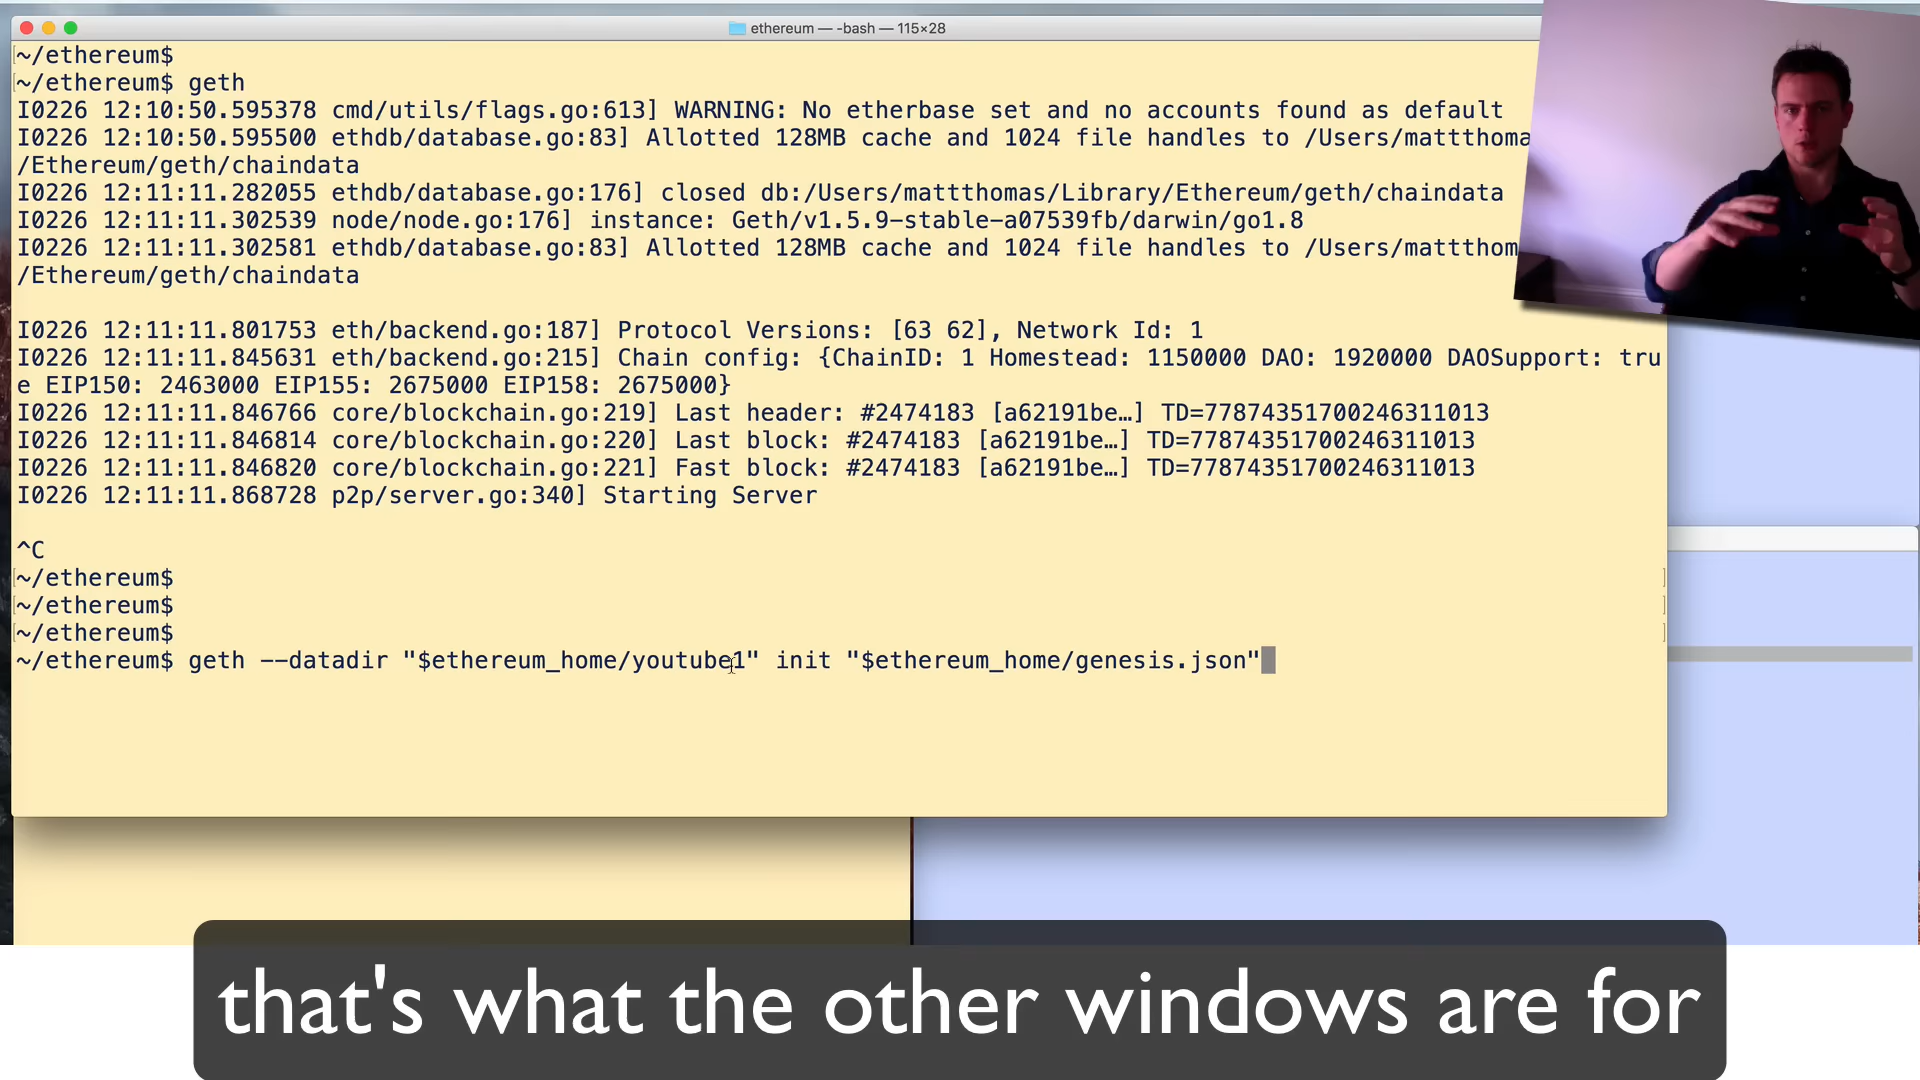 ethereum — -bash — 115×28
~/ethereum$
~/ethereum$ geth
I0226 12:10:50.595378 cmd/utils/flags.go:613] WARNING: No etherbase set and no accounts found as default
I0226 12:10:50.595500 ethdb/database.go:83] Allotted 128MB cache and 1024 file handles to /Users/mattthoma
/Ethereum/geth/chaindata
I0226 12:11:11.282055 ethdb/database.go:176] closed db:/Users/mattthomas/Library/Ethereum/geth/chaindata
I0226 12:11:11.302539 node/node.go:176] instance: Geth/v1.5.9-stable-a07539fb/darwin/go1.8
I0226 12:11:11.302581 ethdb/database.go:83] Allotted 128MB cache and 1024 file handles to /Users/mattthom
/Ethereum/geth/chaindata
I0226 12:11:11.801753 eth/backend.go:187] Protocol Versions: [63 62], Network Id: 1
I0226 12:11:11.845631 eth/backend.go:215] Chain config: {ChainID: 1 Homestead: 1150000 DAO: 1920000 DAOSupport: tru
e EIP150: 2463000 EIP155: 2675000 EIP158: 2675000}
I0226 12:11:11.846766 core/blockchain.go:219] Last header: #2474183 [a62191be…] TD=77874351700246311013
I0226 12:11:11.846814 core/blockchain.go:220] Last block: #2474183 [a62191be…] TD=77874351700246311013
I0226 12:11:11.846820 core/blockchain.go:221] Fast block: #2474183 [a62191be…] TD=77874351700246311013
I0226 12:11:11.868728 p2p/server.go:340] Starting Server
^C
~/ethereum$
~/ethereum$
~/ethereum$
~/ethereum$ geth --datadir "$ethereum_home/youtube1" init "$ethereum_home/genesis.json"
that's what the other windows are for